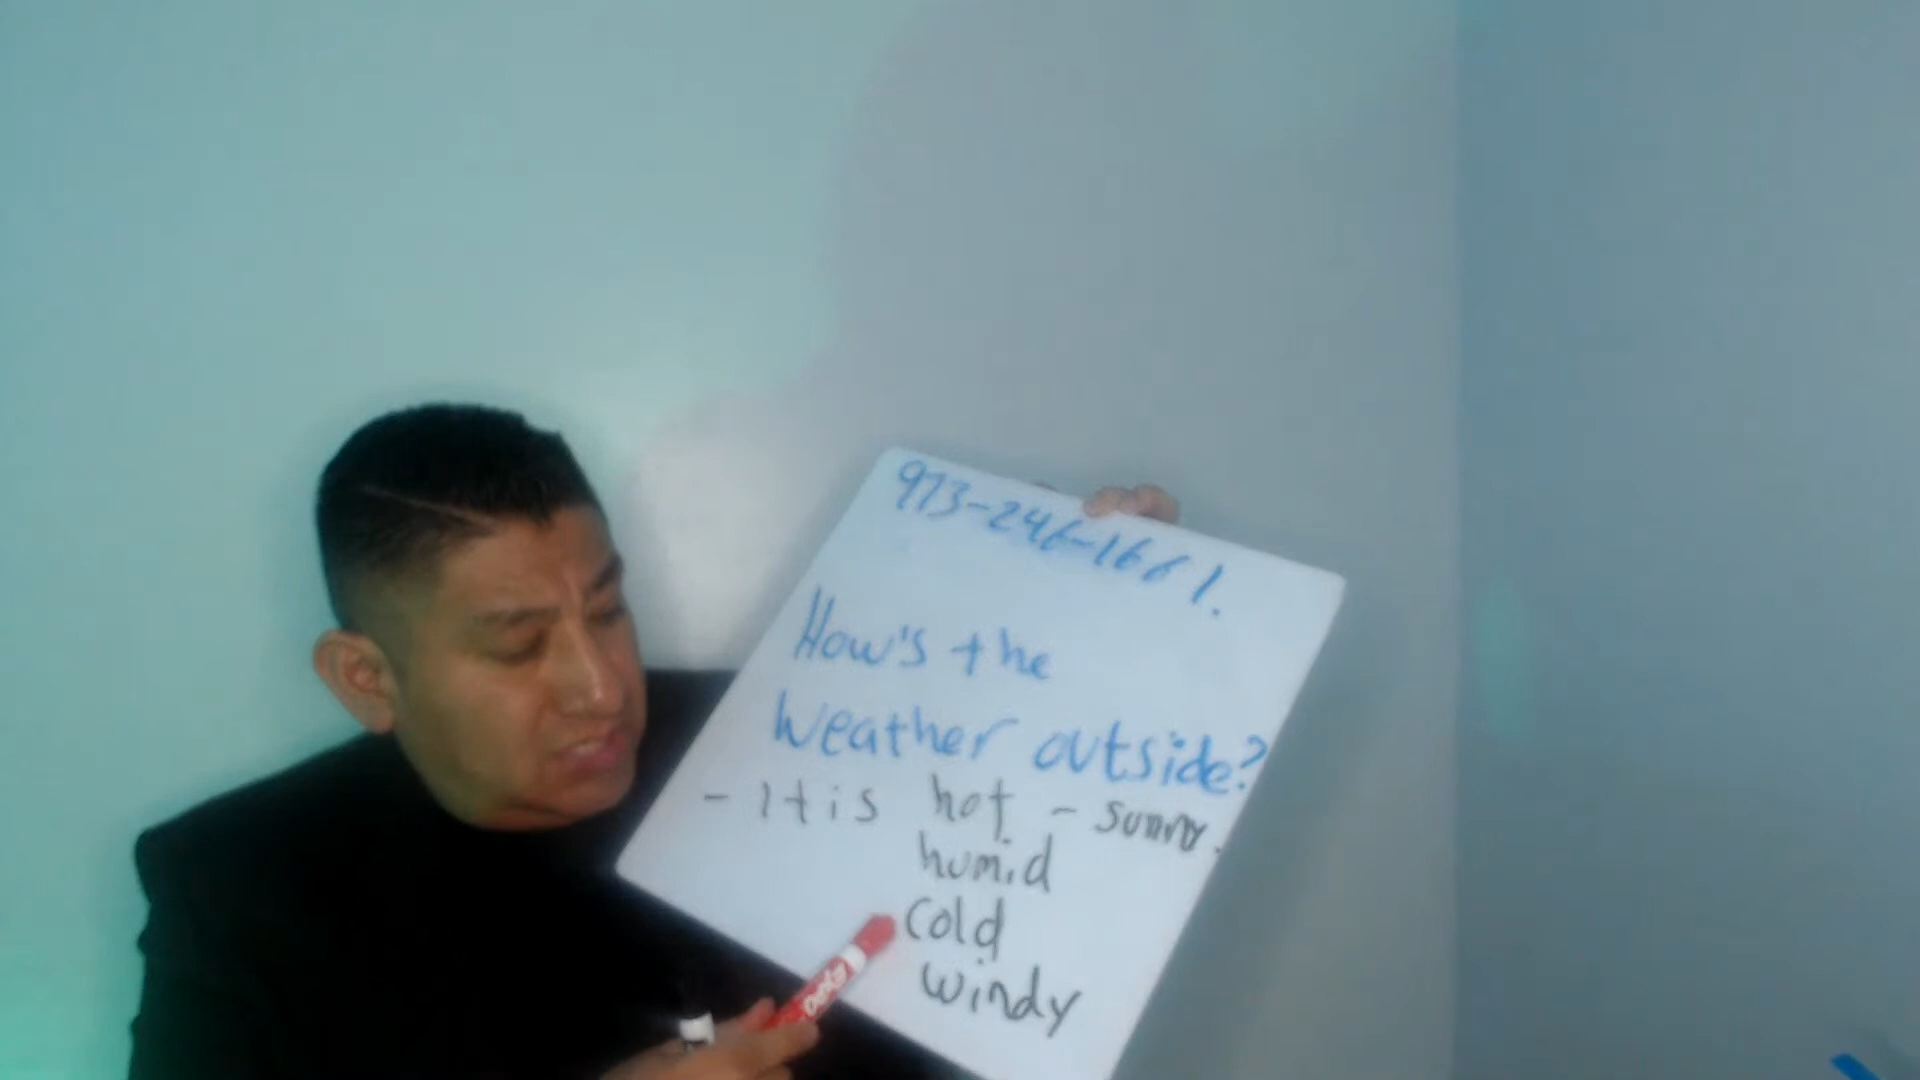 973-246-1661.
How's the
Weather outside?
- It is hot - sunny.
humid
cold
windy